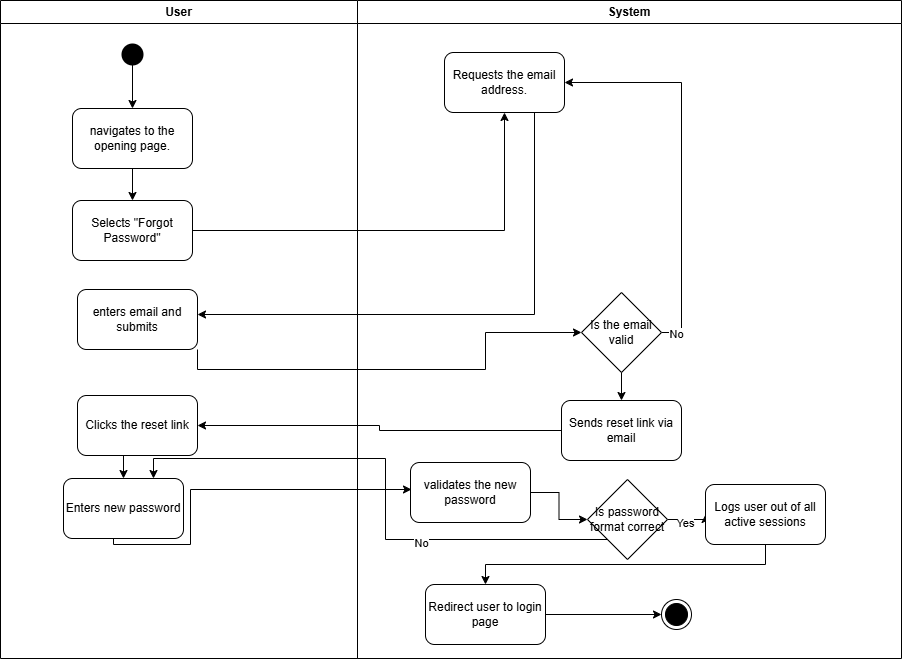 User
System
navigates to the
opening page.
Selects "Forgot
Password"
Requests the email
address.
enters email and
submits
Is the email
valid
No
Sends reset link via
email
Clicks the reset link
Enters new password
validates the new
password
Is password
format correct
Yes
No
Logs user out of all
active sessions
Redirect user to login
page